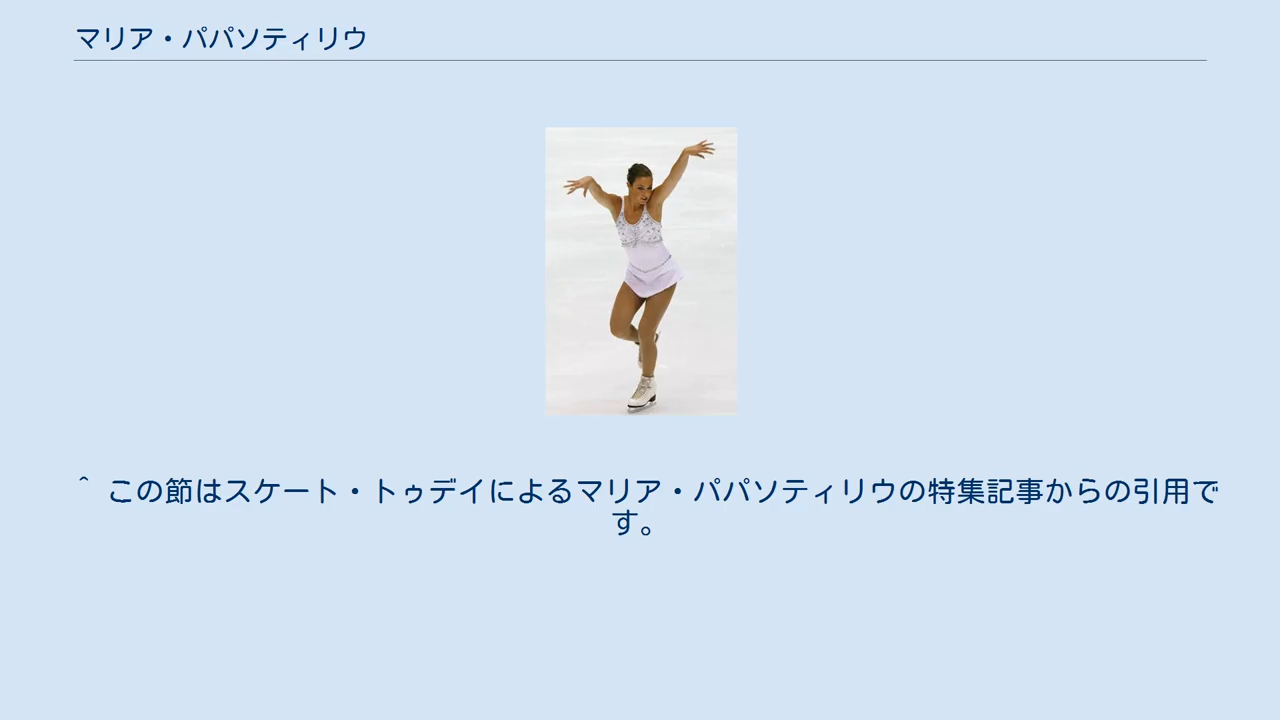 マリア・パパソティリウ
^ この節はスケート・トゥデイによるマリア・パパソティリウの特集記事からの引用で
す。